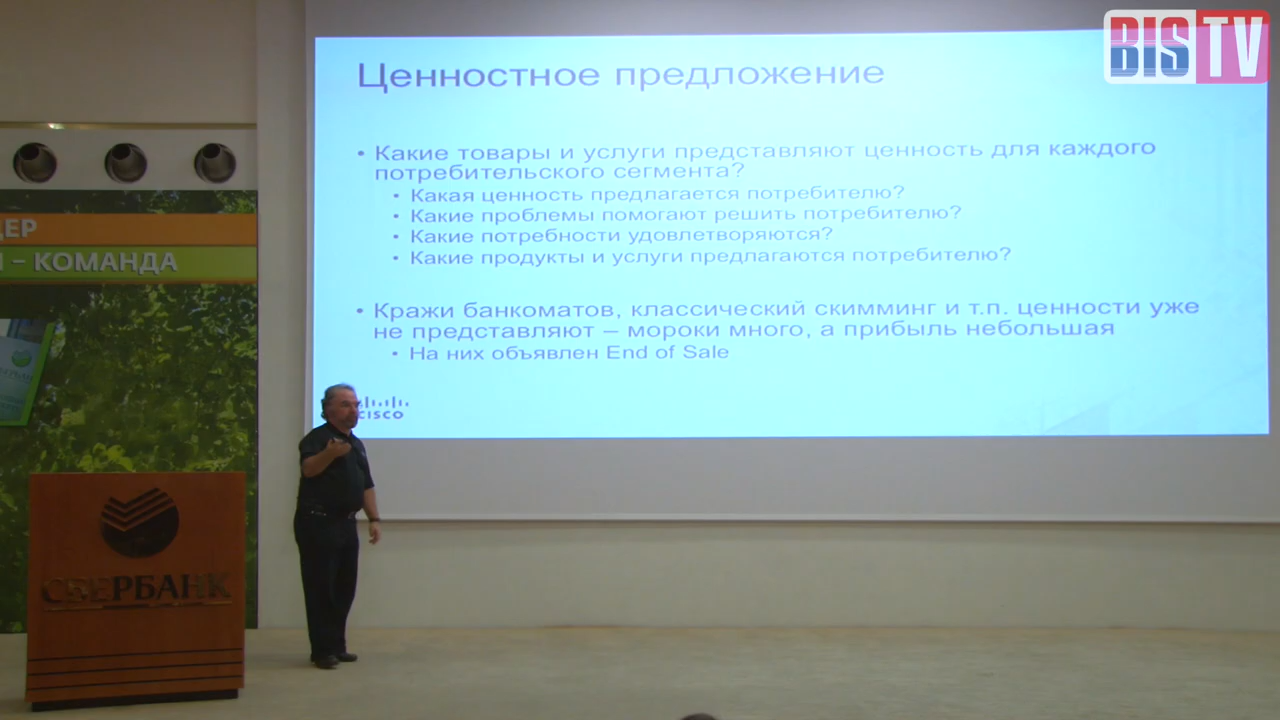 BIS TV
Ценностное предложение
• Какие товары и услуги представляют ценность для каждого
потребительского сегмента?
• Какая ценность предлагается потребителю?
• Какие проблемы помогают решить потребителю?
• Какие потребности удовлетворяются?
• Какие продукты и услуги предлагаются потребителю?
• Кражи банкоматов, классический скимминг и т.п. ценности уже
не представляют – мороки много, а прибыль небольшая
• На них объявлен End of Sale
CISCO
ДЕР
– КОМАНДА
СБЕРБАНК